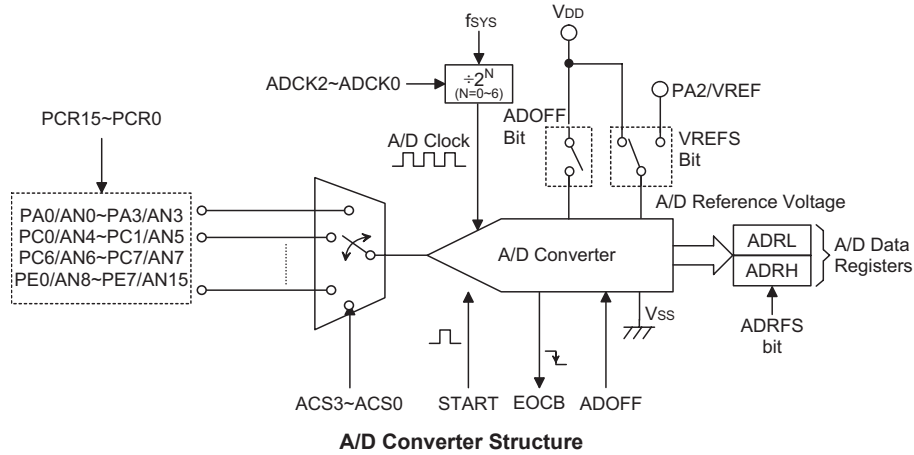 fSYS
VDD
ADCK2~ADCK0
÷2^N
(N=0~6)
PA2/VREF
PCR15~PCR0
ADOFF
Bit
VREFS
Bit
A/D Clock
A/D Reference Voltage
PA0/AN0~PA3/AN3
PC0/AN4~PC1/AN5
PC6/AN6~PC7/AN7
PE0/AN8~PE7/AN15
A/D Converter
ADRL
ADRH
A/D Data
Registers
VSS
ADRFS
bit
ACS3~ACS0
START
EOCB
ADOFF
A/D Converter Structure